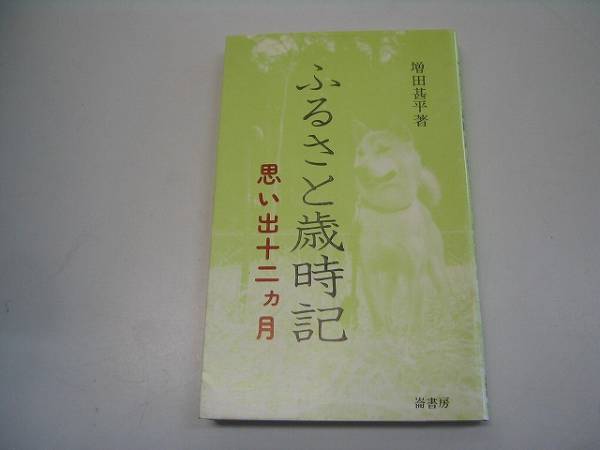 増田甚平著
ふるさと歳時記
思い出十二ヵ月
崙書房